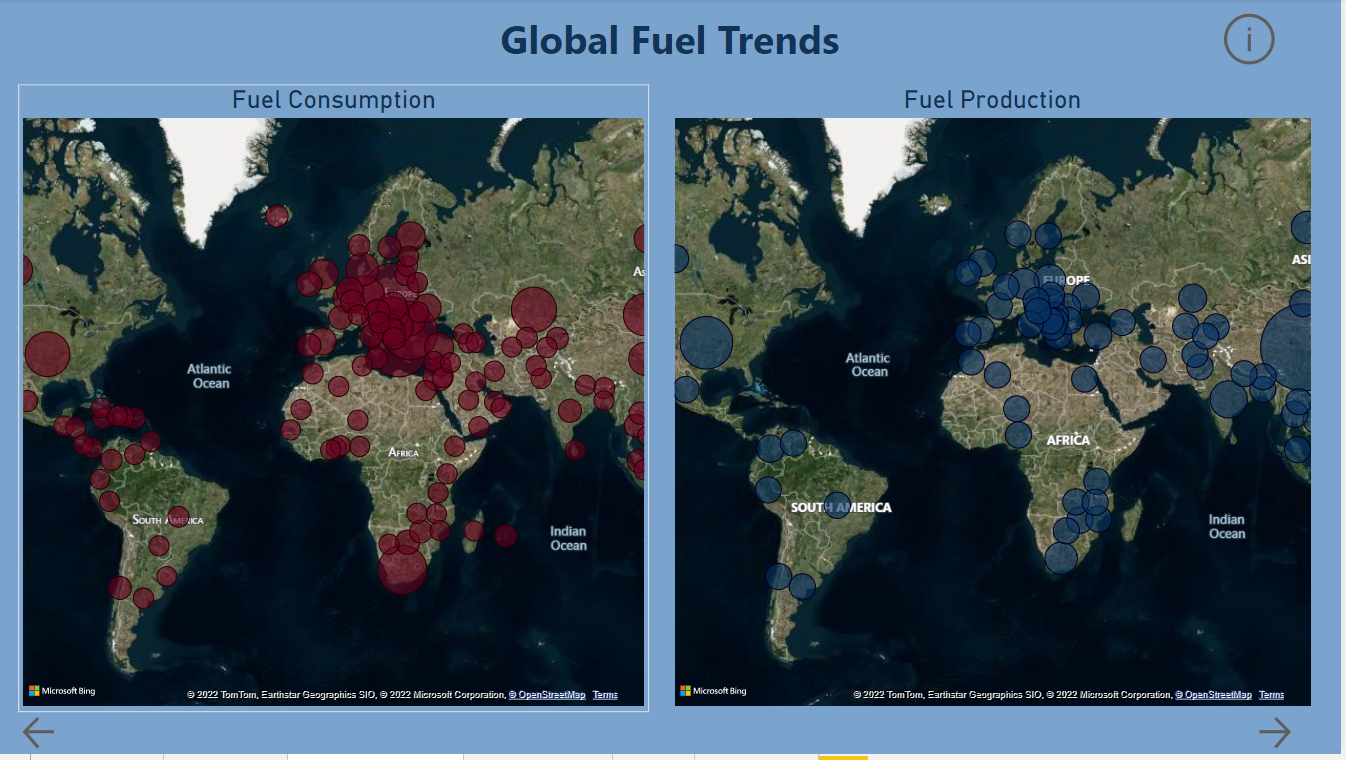 Global Fuel Trends
i
Fuel Consumption
As
EUROPE
Atlantic
Ocean
AFRICA
SOUTH AMERICA
Indian
Ocean
Microsoft Bing
© 2022 TomTom, Earthstar Geographics SIO, © 2022 Microsoft Corporation, © OpenStreetMap Terms
Fuel Production
ASI
EUROPE
Atlantic
Ocean
AFRICA
SOUTH AMERICA
Indian
Ocean
Microsoft Bing
© 2022 TomTom, Earthstar Geographics SIO, © 2022 Microsoft Corporation, © OpenStreetMap Terms